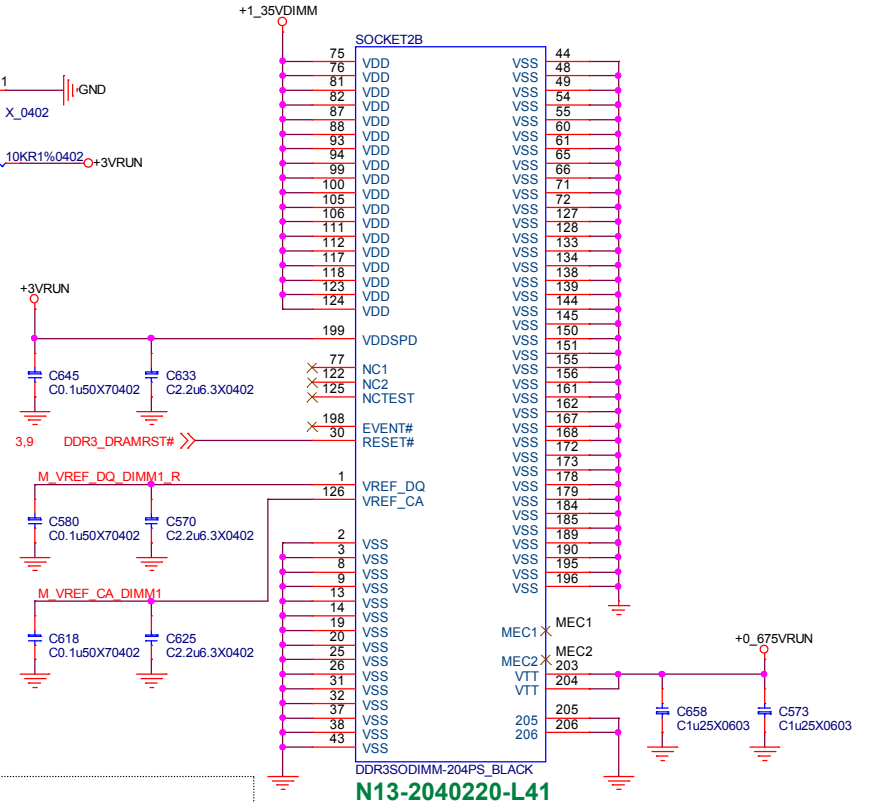 +1_35VDIMM
SOCKET2B
1
GND
X_0402
10KR1%0402
+3VRUN
75 VDD VSS 44
76 VDD VSS 48
81 VDD VSS 49
82 VDD VSS 54
87 VDD VSS 55
88 VDD VSS 60
93 VDD VSS 61
94 VDD VSS 65
99 VDD VSS 66
100 VDD VSS 71
105 VDD VSS 72
106 VDD VSS 127
111 VDD VSS 128
112 VDD VSS 133
117 VDD VSS 134
118 VDD VSS 138
123 VDD VSS 139
124 VDD VSS 144
VSS 145
+3VRUN
199 VDDSPD VSS 150
VSS 151
77 NC1 VSS 155
122 NC2 VSS 156
125 NCTEST VSS 161
VSS 162
198 EVENT# VSS 167
30 RESET# VSS 168
VSS 172
VSS 173
1 VREF_DQ VSS 178
126 VREF_CA VSS 179
VSS 184
VSS 185
2 VSS VSS 189
3 VSS VSS 190
8 VSS VSS 195
9 VSS VSS 196
13 VSS
14 VSS
19 VSS MEC1 MEC1
20 VSS
25 VSS MEC2 MEC2
26 VSS VTT 203
31 VSS VTT 204
32 VSS
37 VSS 205 205
38 VSS 206 206
43 VSS
C645
C0.1u50X70402
C633
C2.2u6.3X0402
3,9 DDR3_DRAMRST#
M_VREF_DQ_DIMM1_R
C580
C0.1u50X70402
C570
C2.2u6.3X0402
M_VREF_CA_DIMM1
C618
C0.1u50X70402
C625
C2.2u6.3X0402
+0_675VRUN
C658
C1u25X0603
C573
C1u25X0603
DDR3SODIMM-204PS_BLACK
N13-2040220-L41